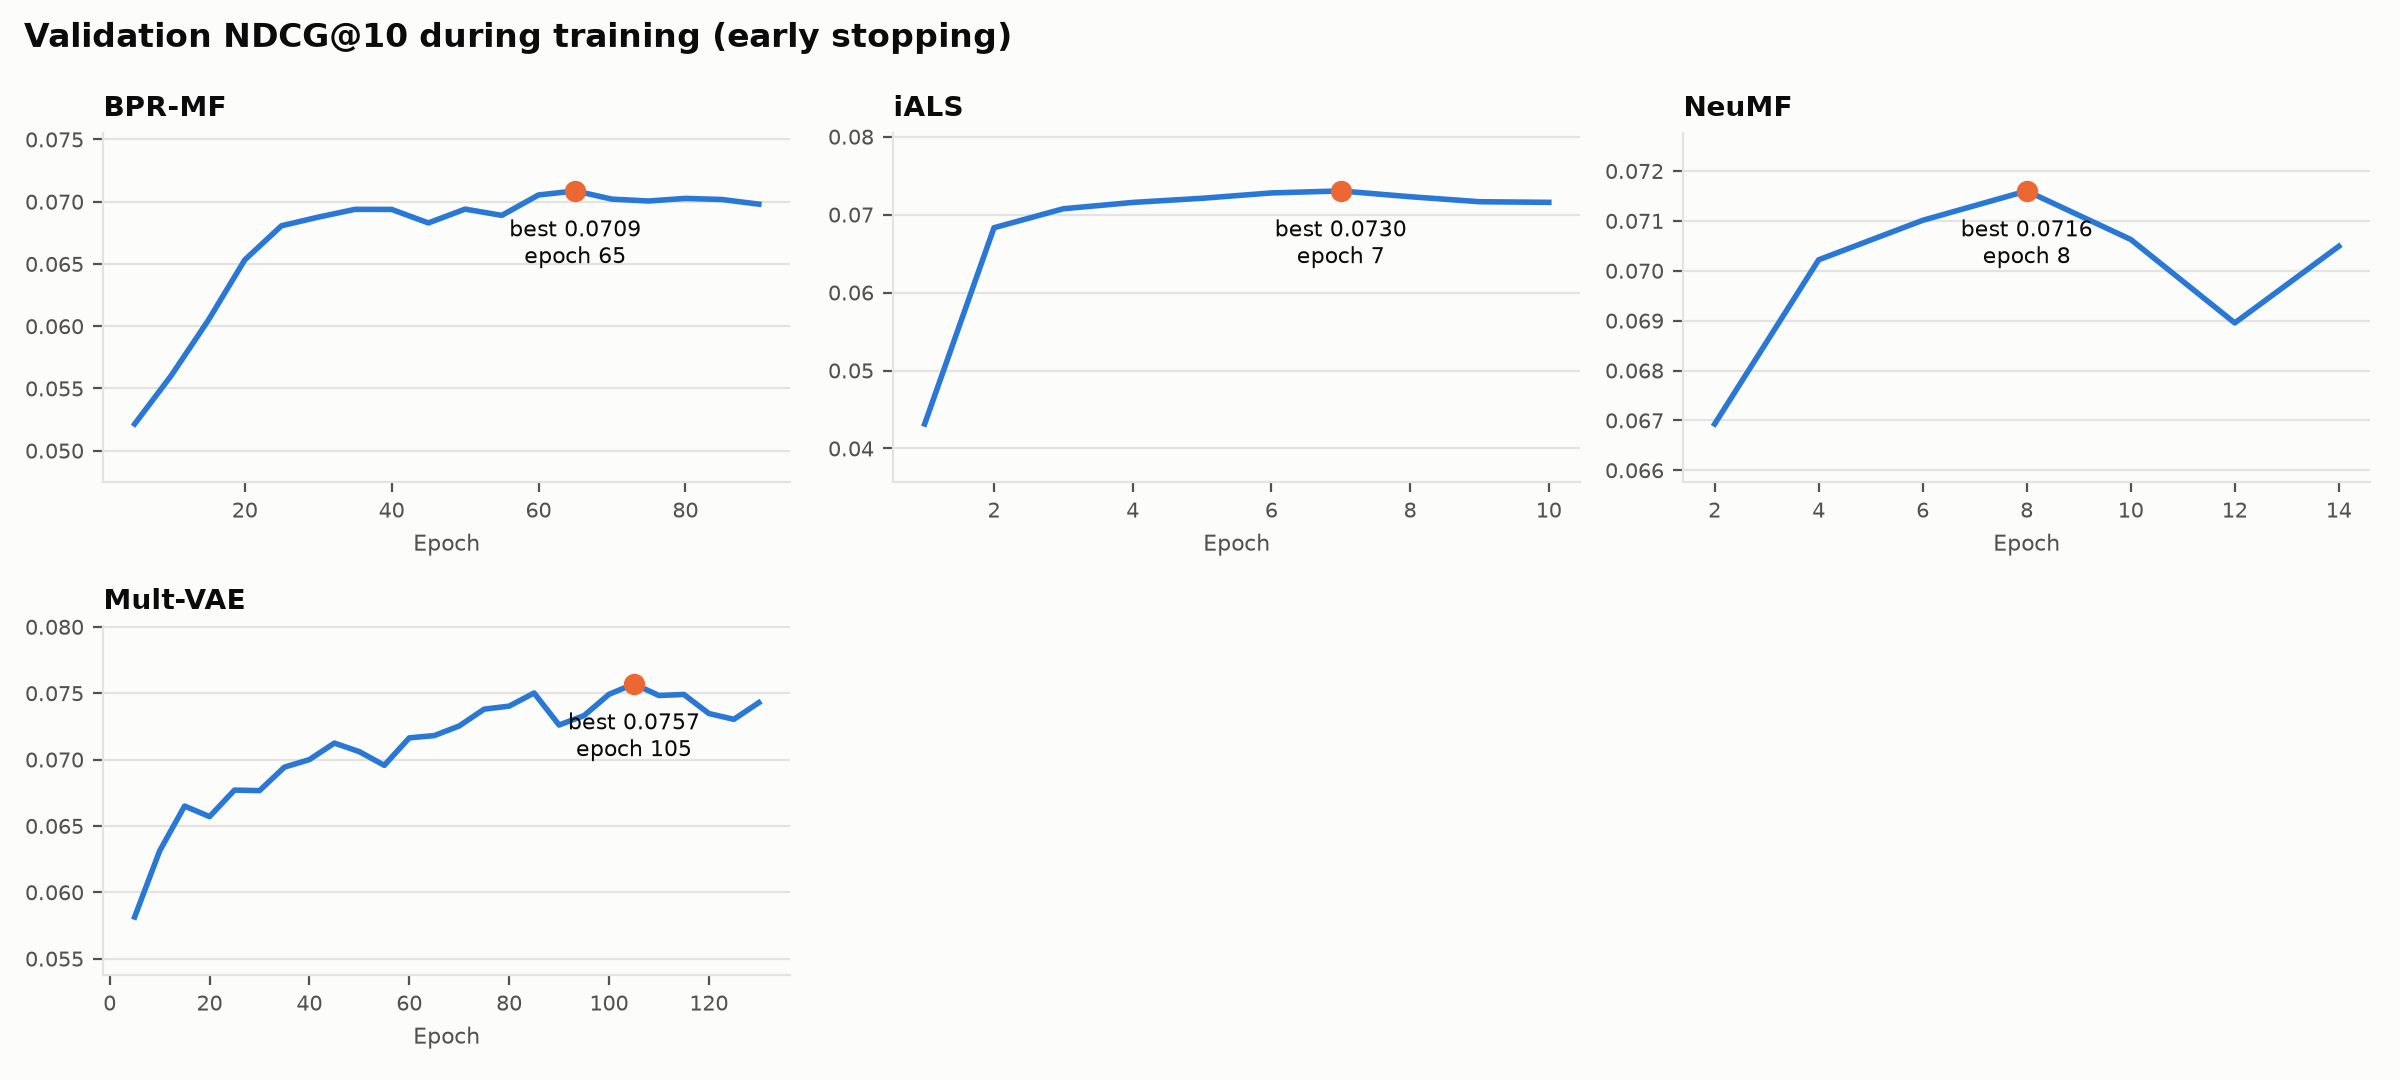 Validation NDCG@10 during training (early stopping)
BPR-MF
0.075
0.070
0.065
0.060
0.055
0.050
best 0.0709
epoch 65
20 40 60 80
Epoch
iALS
0.08
0.07
0.06
0.05
0.04
best 0.0730
epoch 7
2 4 6 8 10
Epoch
NeuMF
0.072
0.071
0.070
0.069
0.068
0.067
0.066
best 0.0716
epoch 8
2 4 6 8 10 12 14
Epoch
Mult-VAE
0.080
0.075
0.070
0.065
0.060
0.055
best 0.0757
epoch 105
0 20 40 60 80 100 120
Epoch